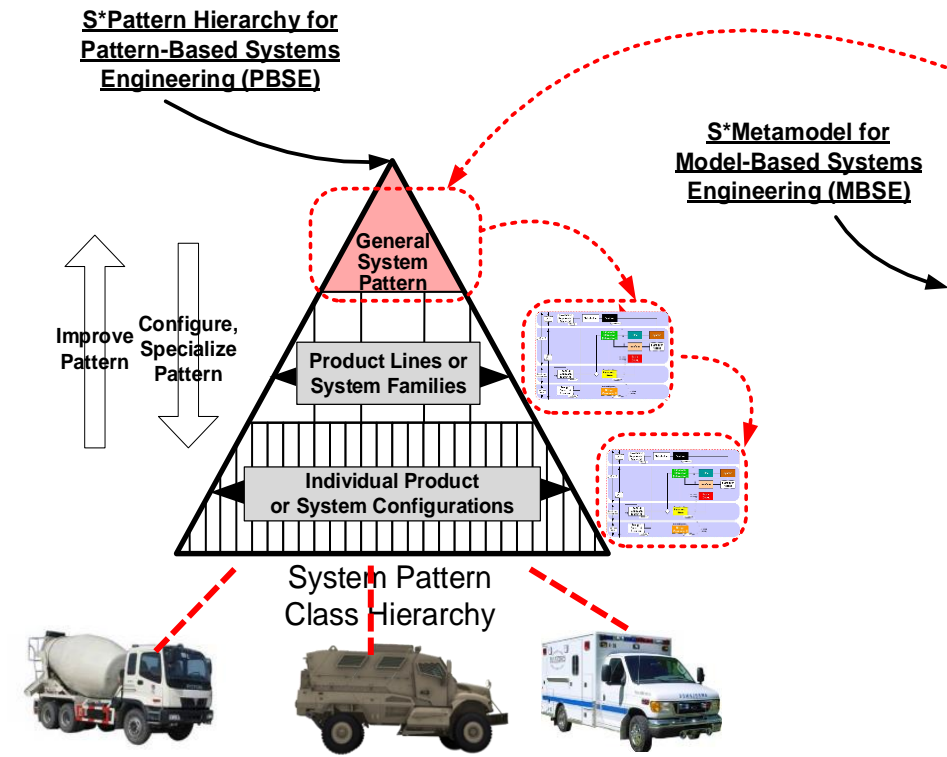 S*Pattern Hierarchy for
Pattern-Based Systems
Engineering (PBSE)
S*Metamodel for
Model-Based Systems
Engineering (MBSE)
General
System
Pattern
Improve
Pattern
Configure,
Specialize
Pattern
Product Lines or
System Families
Individual Product
or System Configurations
System Pattern
Class Hierarchy